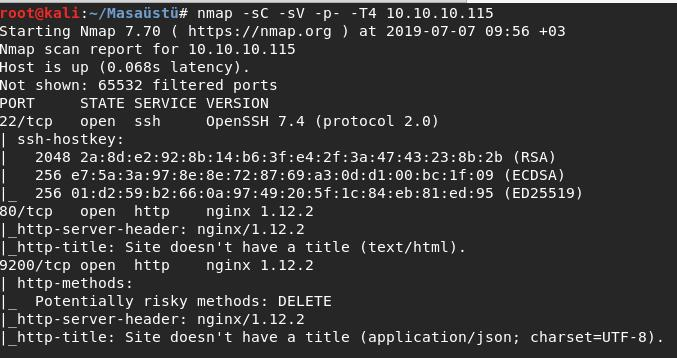 root@kali:~/Masaüstü# nmap -sC -sV -p- -T4 10.10.10.115
Starting Nmap 7.70 ( https://nmap.org ) at 2019-07-07 09:56 +03
Nmap scan report for 10.10.10.115
Host is up (0.068s latency).
Not shown: 65532 filtered ports
PORT     STATE SERVICE VERSION
22/tcp   open  ssh     OpenSSH 7.4 (protocol 2.0)
| ssh-hostkey:
|   2048 2a:8d:e2:92:8b:14:b6:3f:e4:2f:3a:47:43:23:8b:2b (RSA)
|   256 e7:5a:3a:97:8e:8e:72:87:69:a3:0d:d1:00:bc:1f:09 (ECDSA)
|_  256 01:d2:59:b2:66:0a:97:49:20:5f:1c:84:eb:81:ed:95 (ED25519)
80/tcp   open  http    nginx 1.12.2
|_http-server-header: nginx/1.12.2
|_http-title: Site doesn't have a title (text/html).
9200/tcp open  http    nginx 1.12.2
| http-methods:
|_  Potentially risky methods: DELETE
|_http-server-header: nginx/1.12.2
|_http-title: Site doesn't have a title (application/json; charset=UTF-8).